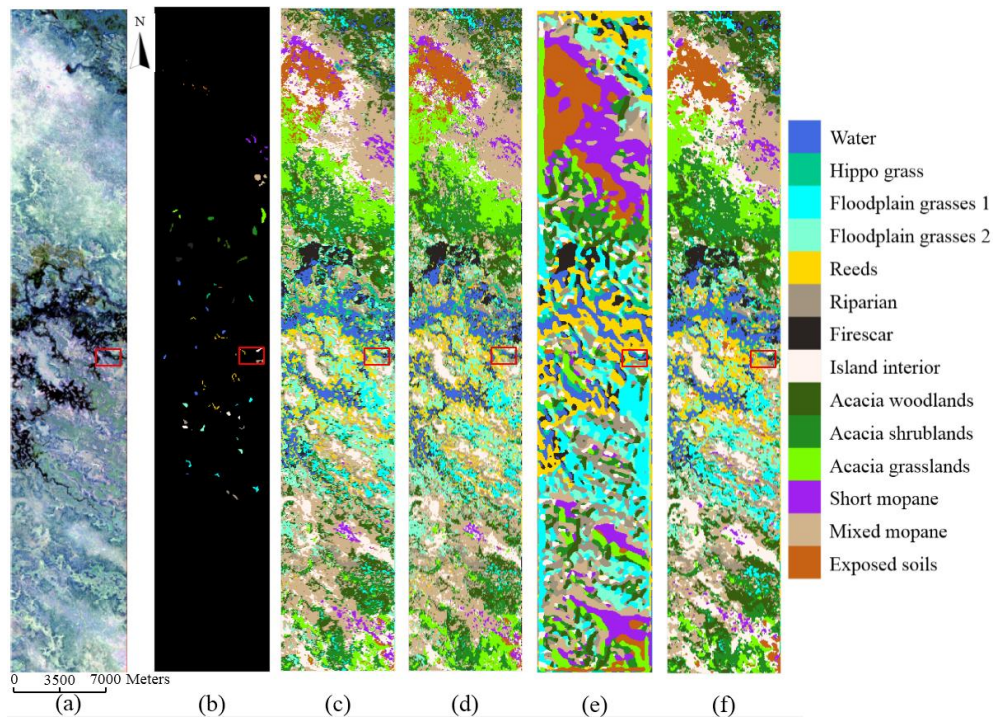 N
Water
Hippo grass
Floodplain grasses 1
Floodplain grasses 2
Reeds
Riparian
Firescar
Island interior
Acacia woodlands
Acacia shrublands
Acacia grasslands
Short mopane
Mixed mopane
Exposed soils
0 3500 7000 Meters
(a) (b) (c) (d) (e) (f)